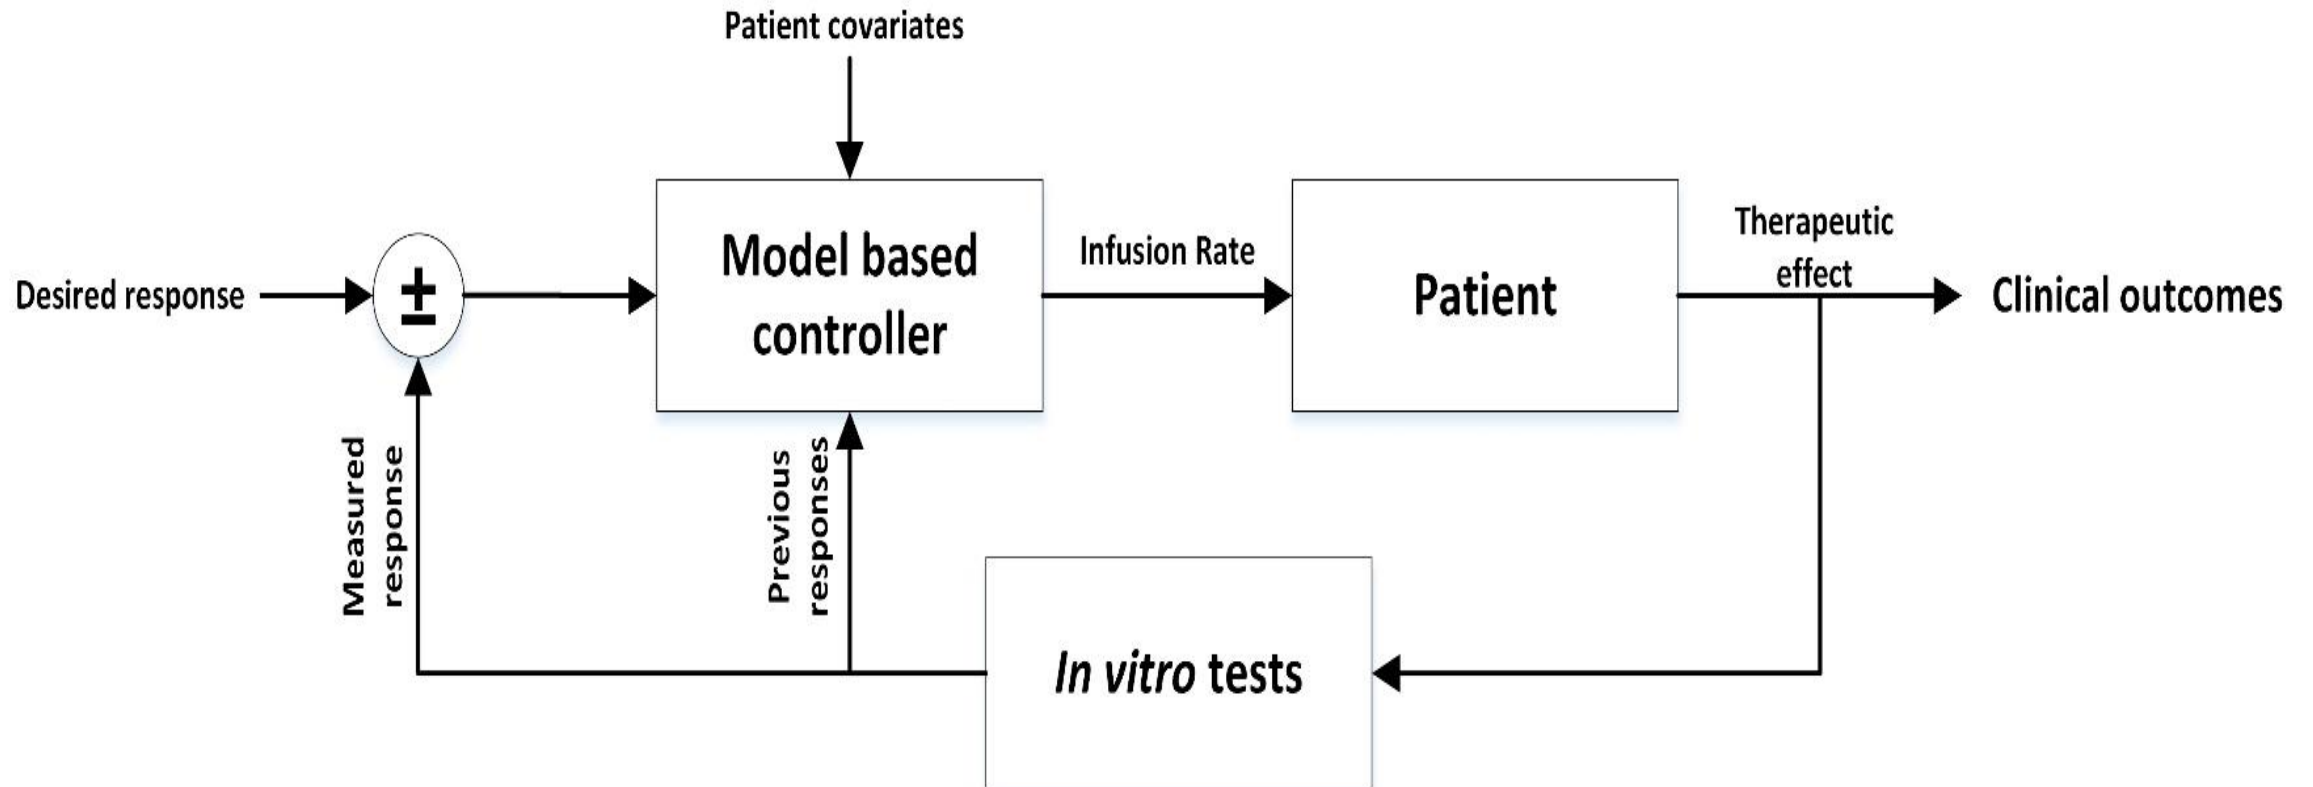 Patient covariates
Desired response
±
Model based
controller
Infusion Rate
Patient
Therapeutic
effect
Clinical outcomes
Measured
response
Previous
responses
In vitro tests